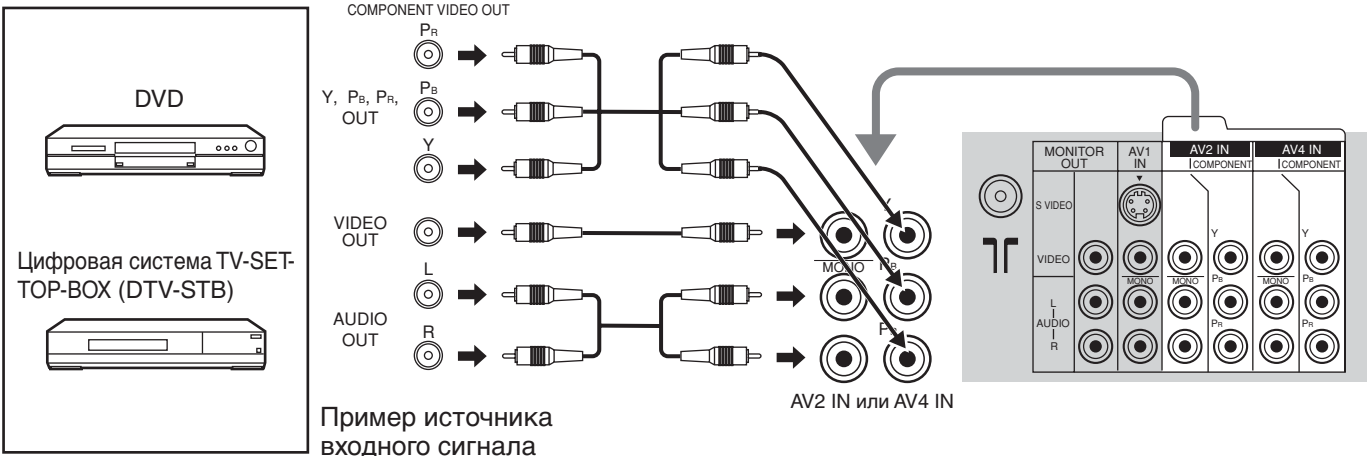 DVD
Цифровая система TV-SET-
TOP-BOX (DTV-STB)
COMPONENT VIDEO OUT
PR
Y, PB, PR,
OUT
PB
Y
VIDEO
OUT
L
AUDIO
OUT
R
Пример источника
входного сигнала
MONO
PB
AV2 IN или AV4 IN
MONITOR
OUT
AV1
IN
AV2 IN
COMPONENT
AV4 IN
COMPONENT
S VIDEO
Y
Y
VIDEO
MONO
MONO
PB
MONO
PB
L
AUDIO
R
PR
PR